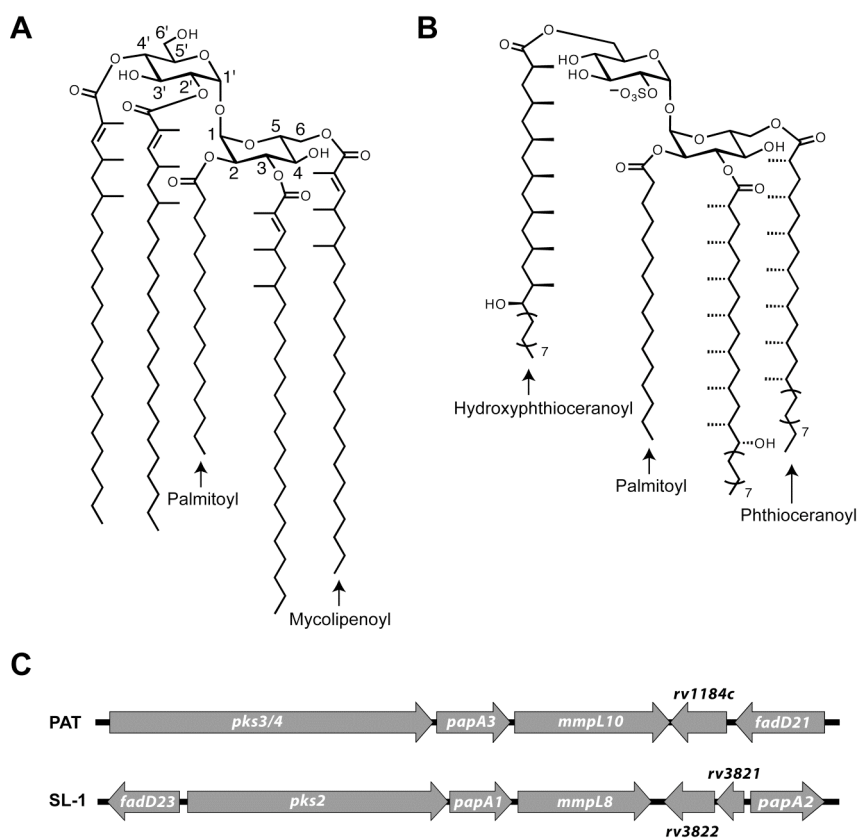 A
6'
OH
4'
5'
O
O
HO
1'
3'
2'
O
O
O
O
1
5
6
O
O
O
OH
O
2
3
4
O
O
O
O
Palmitoyl
Mycolipenoyl
B
O
O
HO
O
HO
⁻O₃SO
O
O
O
O
OH
O
O
O
O
HO
7
Hydroxyphthioceranoyl
OH
7
7
Palmitoyl
Phthioceranoyl
C
rv1184c
PAT
pks3/4
papA3
mmpL10
fadD21
rv3821
SL-1
fadD23
pks2
papA1
mmpL8
papA2
rv3822